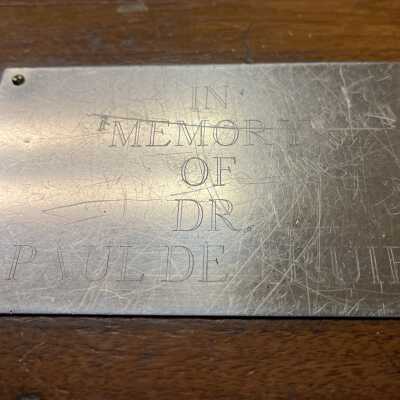 IN
MEMORY
OF
DR.
PAUL DE